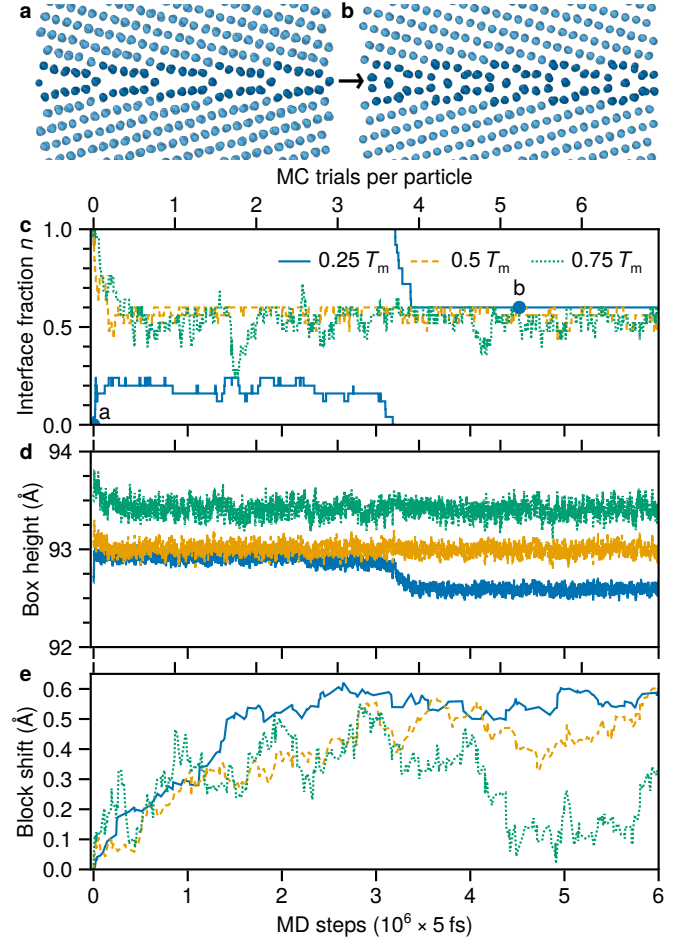 a b
MC trials per particle
0 1 2 3 4 5 6 7
c
1.0
0.5
0.0
Interface fraction n
0.25 Tm 0.5 Tm 0.75 Tm
b
a
d
94
93
92
Box height (Å)
e
0.6
0.5
0.4
0.3
0.2
0.1
0.0
Block shift (Å)
0 1 2 3 4 5 6
MD steps (10⁶ × 5 fs)